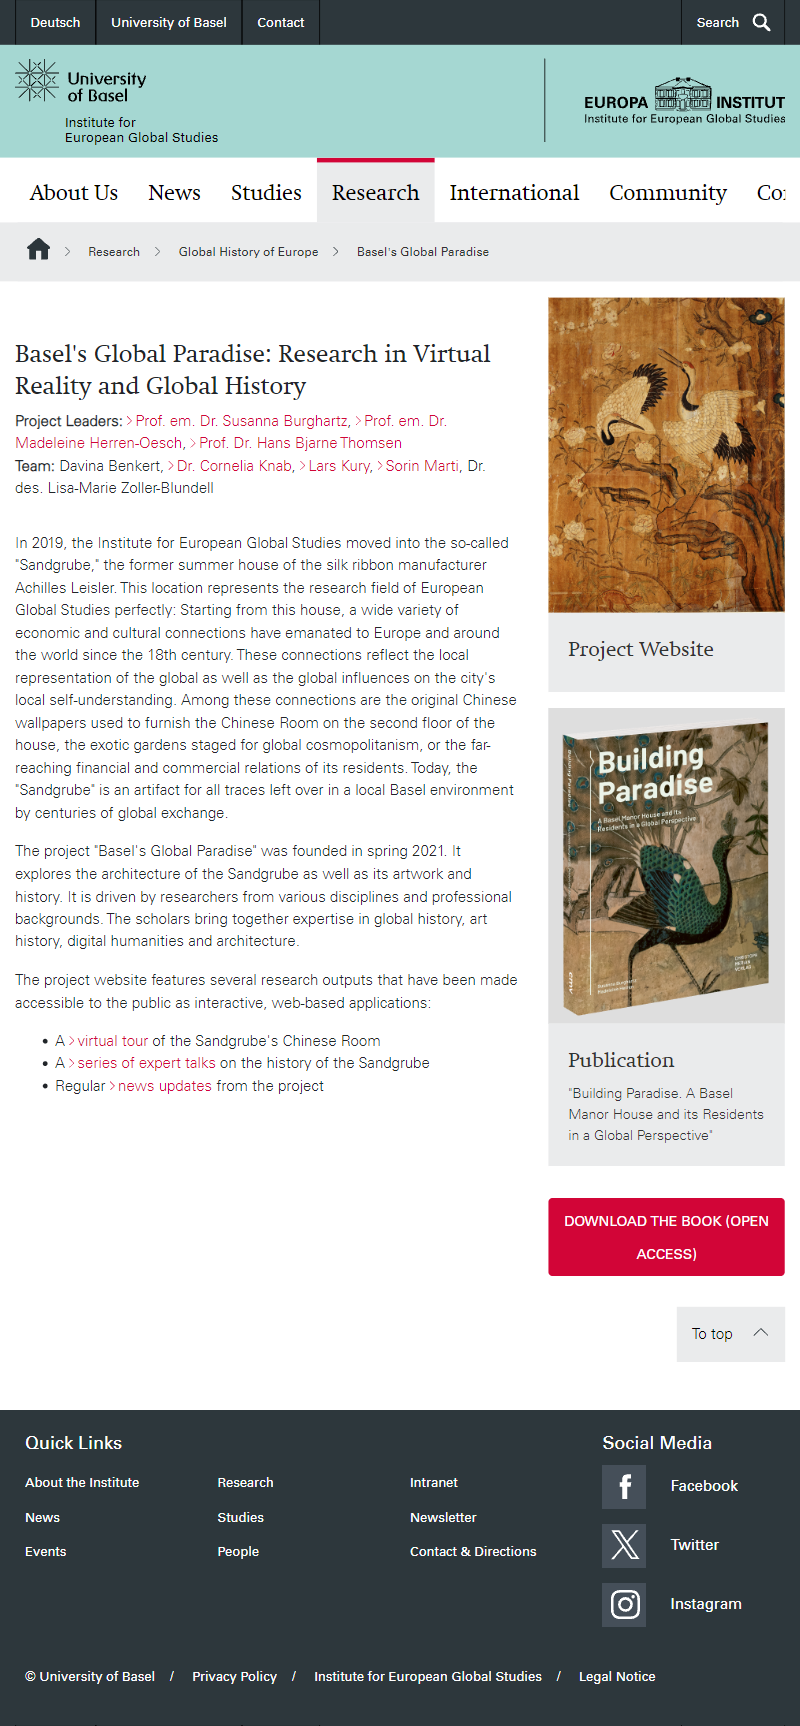 Deutsch
University of Basel
Contact
Search
University
of Basel
Institute for
European Global Studies
EUROPA INSTITUT
Institute for European Global Studies
About Us
News
Studies
Research
International
Community
Research
Global History of Europe
Basel's Global Paradise
Basel's Global Paradise: Research in Virtual
Reality and Global History
Project Leaders: Prof. em. Dr. Susanna Burghartz, Prof. em. Dr.
Madeleine Herren-Oesch, Prof. Dr. Hans Bjarne Thomsen
Team: Davina Benkert, Dr. Cornelia Knab, Lars Kury, Sorin Marti, Dr.
des. Lisa-Marie Zoller-Blundell
In 2019, the Institute for European Global Studies moved into the so-called
"Sandgrube," the former summer house of the silk ribbon manufacturer
Achilles Leisler. This location represents the research field of European
Global Studies perfectly: Starting from this house, a wide variety of
economic and cultural connections have emanated to Europe and around
the world since the 18th century. These connections reflect the local
representation of the global as well as the global influences on the city's
local self-understanding. Among these connections are the original Chinese
wallpapers used to furnish the Chinese Room on the second floor of the
house, the exotic gardens staged for global cosmopolitanism, or the far-
reaching financial and commercial relations of its residents. Today, the
"Sandgrube" is an artifact for all traces left over in a local Basel environment
by centuries of global exchange.
The project "Basel's Global Paradise" was founded in spring 2021. It
explores the architecture of the Sandgrube as well as its artwork and
history. It is driven by researchers from various disciplines and professional
backgrounds. The scholars bring together expertise in global history, art
history, digital humanities and architecture.
The project website features several research outputs that have been made
accessible to the public as interactive, web-based applications:
• A virtual tour of the Sandgrube's Chinese Room
• A series of expert talks on the history of the Sandgrube
• Regular news updates from the project
Project Website
Building
Paradise
A Basel Manor House and its
Residents in a Global Perspective
Building Paradise
CHRISTOPH
MERIAN
VERLAG
cmv
Publication
"Building Paradise. A Basel
Manor House and its Residents
in a Global Perspective"
DOWNLOAD THE BOOK (OPEN
ACCESS)
To top
Quick Links
About the Institute
News
Events
Research
Studies
People
Intranet
Newsletter
Contact & Directions
Social Media
Facebook
Twitter
Instagram
© University of Basel / Privacy Policy / Institute for European Global Studies / Legal Notice